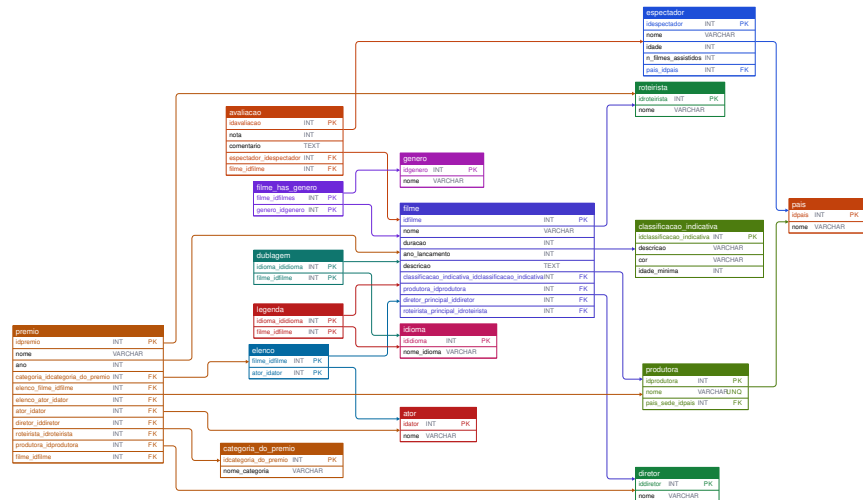 espectador
idespectador INT PK
nome VARCHAR
idade INT
n_filmes_assistidos INT
pais_idpais INT FK
roteirista
idroteirista INT PK
nome VARCHAR
avaliacao
idavaliacao INT PK
nota INT
comentario TEXT
espectador_idespectador INT FK
filme_idfilme INT FK
genero
idgenero INT PK
nome VARCHAR
filme_has_genero
filme_idfilmes INT PK
genero_idgenero INT PK
filme
idfilme INT PK
nome VARCHAR
duracao INT
ano_lancamento INT
descricao TEXT
classificacao_indicativa_idclassificacao_indicativa INT FK
produtora_idprodutora INT FK
diretor_principal_iddiretor INT FK
roteirista_principal_idroteirista INT FK
pais
idpais INT PK
nome VARCHAR
classificacao_indicativa
idclassificacao_indicativa INT PK
descricao VARCHAR
cor VARCHAR
idade_minima INT
dublagem
idioma_ididioma INT PK
filme_idfilme INT PK
legenda
idioma_ididioma INT PK
filme_idfilme INT PK
idioma
ididioma INT PK
nome_idioma VARCHAR
premio
idpremio INT PK
nome VARCHAR
ano INT
categoria_idcategoria_do_premio INT FK
elenco_filme_idfilme INT FK
elenco_ator_idator INT FK
ator_idator INT FK
diretor_iddiretor INT FK
roteirista_idroteirista INT FK
produtora_idprodutora INT FK
filme_idfilme INT FK
elenco
filme_idfilme INT PK
ator_idator INT PK
produtora
idprodutora INT PK
nome VARCHAR UNQ
pais_sede_idpais INT FK
ator
idator INT PK
nome VARCHAR
categoria_do_premio
idcategoria_do_premio INT PK
nome_categoria VARCHAR
diretor
iddiretor INT PK
nome VARCHAR